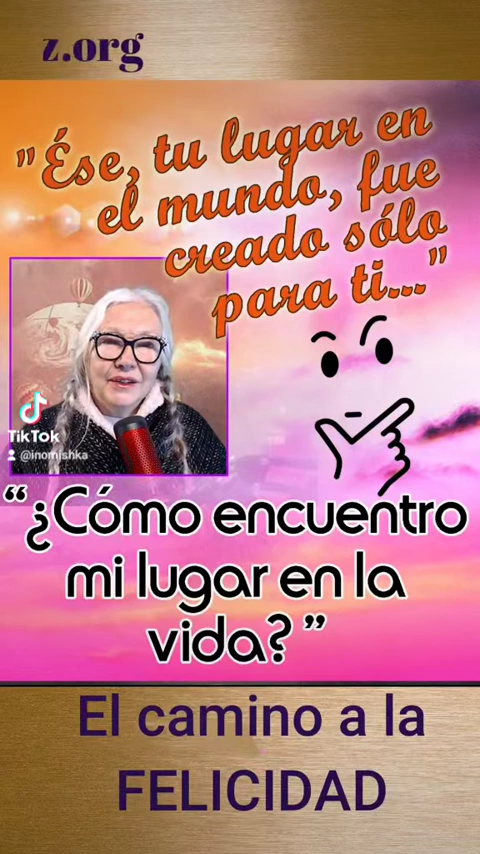 z.org
"Ése, tu lugar en
el mundo, fue
creado sólo
para ti..."
TikTok
@inomishka
"¿Cómo encuentro
mi lugar en la
vida?"
El camino a la
FELICIDAD